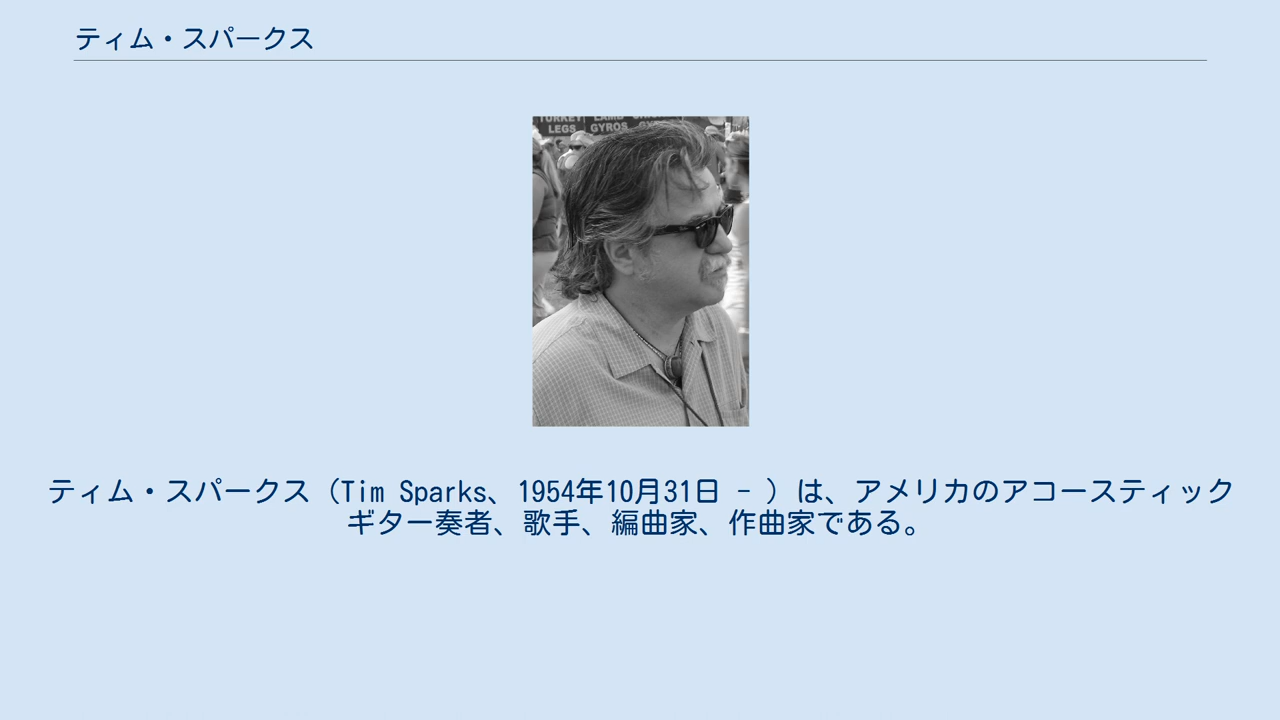 ティム・スパークス
TURKEY LAMB
LEGS GYROS
ティム・スパークス（Tim Sparks、1954年10月31日 - ）は、アメリカのアコースティック
ギター奏者、歌手、編曲家、作曲家である。